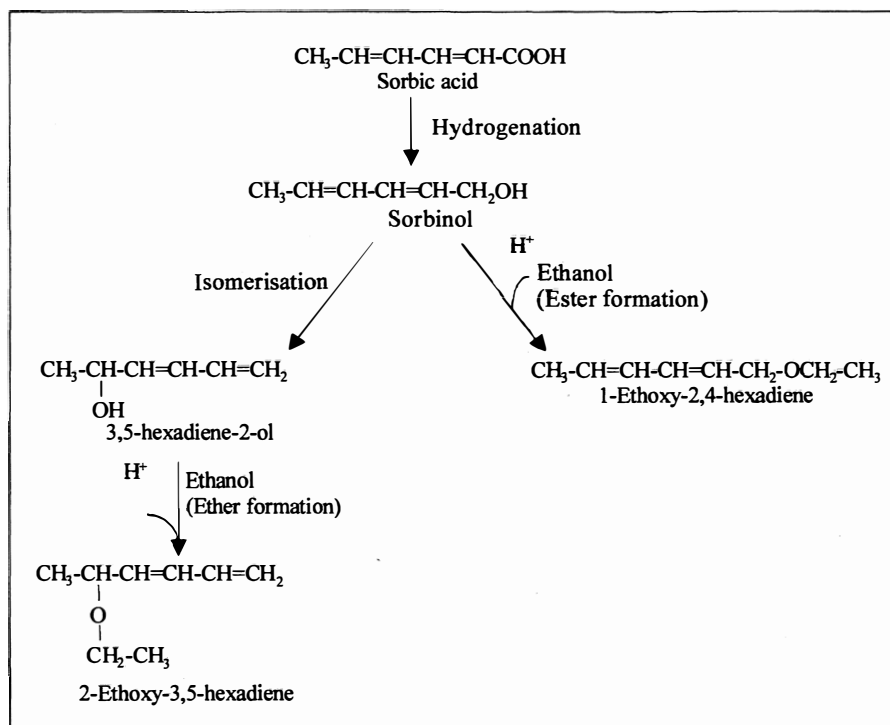 CH₃-CH=CH-CH=CH-COOH
Sorbic acid
Hydrogenation
CH₃-CH=CH-CH=CH-CH₂OH
Sorbinol
Isomerisation
H⁺
Ethanol
(Ester formation)
CH₃-CH-CH=CH-CH=CH₂
OH
3,5-hexadiene-2-ol
CH₃-CH=CH-CH=CH-CH₂-OCH₂-CH₃
1-Ethoxy-2,4-hexadiene
H⁺
Ethanol
(Ether formation)
CH₃-CH-CH=CH-CH=CH₂
O
CH₂-CH₃
2-Ethoxy-3,5-hexadiene